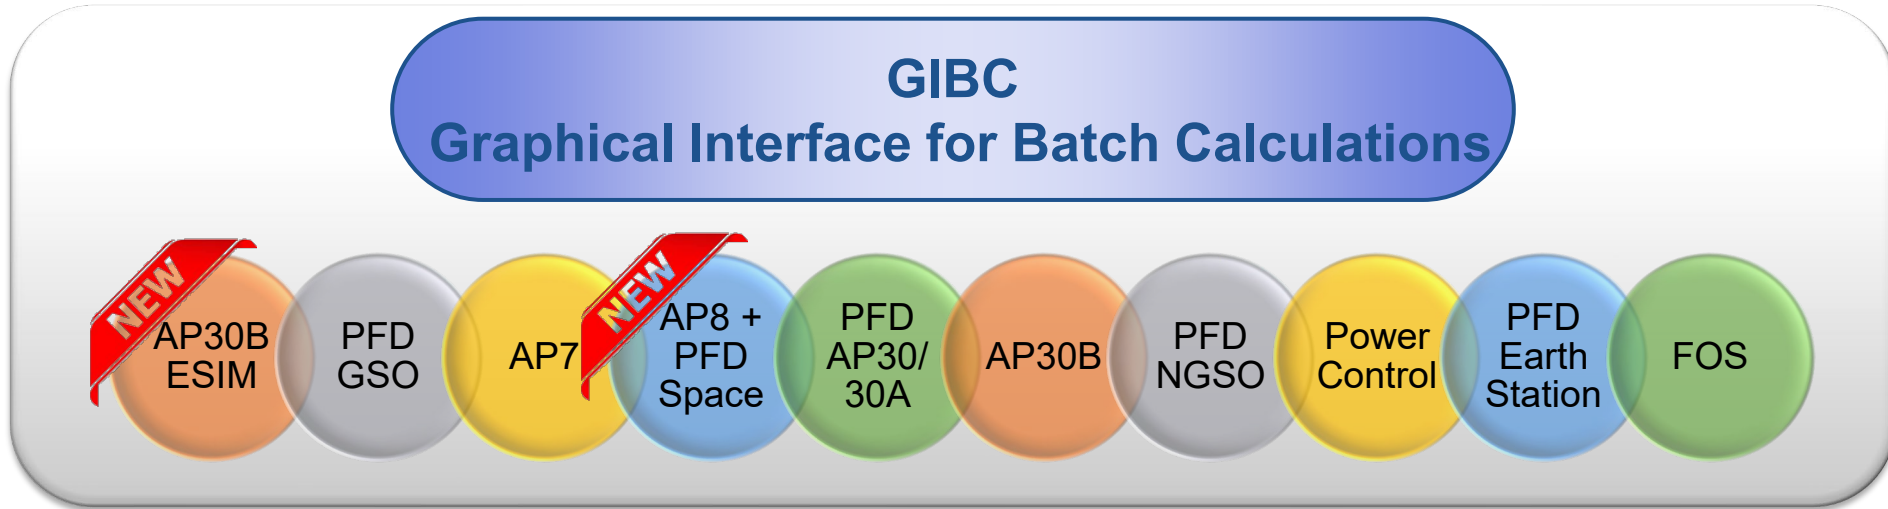 GIBC
Graphical Interface for Batch Calculations
NEW
AP30B
ESIM
PFD
GSO
AP7
NEW
AP8 +
PFD
Space
PFD
AP30/
30A
AP30B
PFD
NGSO
Power
Control
PFD
Earth
Station
FOS